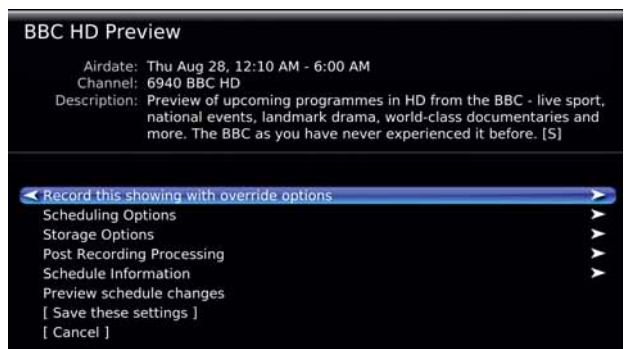 BBC HD Preview
Airdate: Thu Aug 28, 12:10 AM - 6:00 AM
Channel: 6940 BBC HD
Description: Preview of upcoming programmes in HD from the BBC - live sport,
national events, landmark drama, world-class documentaries and
more. The BBC as you have never experienced it before. [S]
Record this showing with override options
Scheduling Options
Storage Options
Post Recording Processing
Schedule Information
Preview schedule changes
[ Save these settings ]
[ Cancel ]